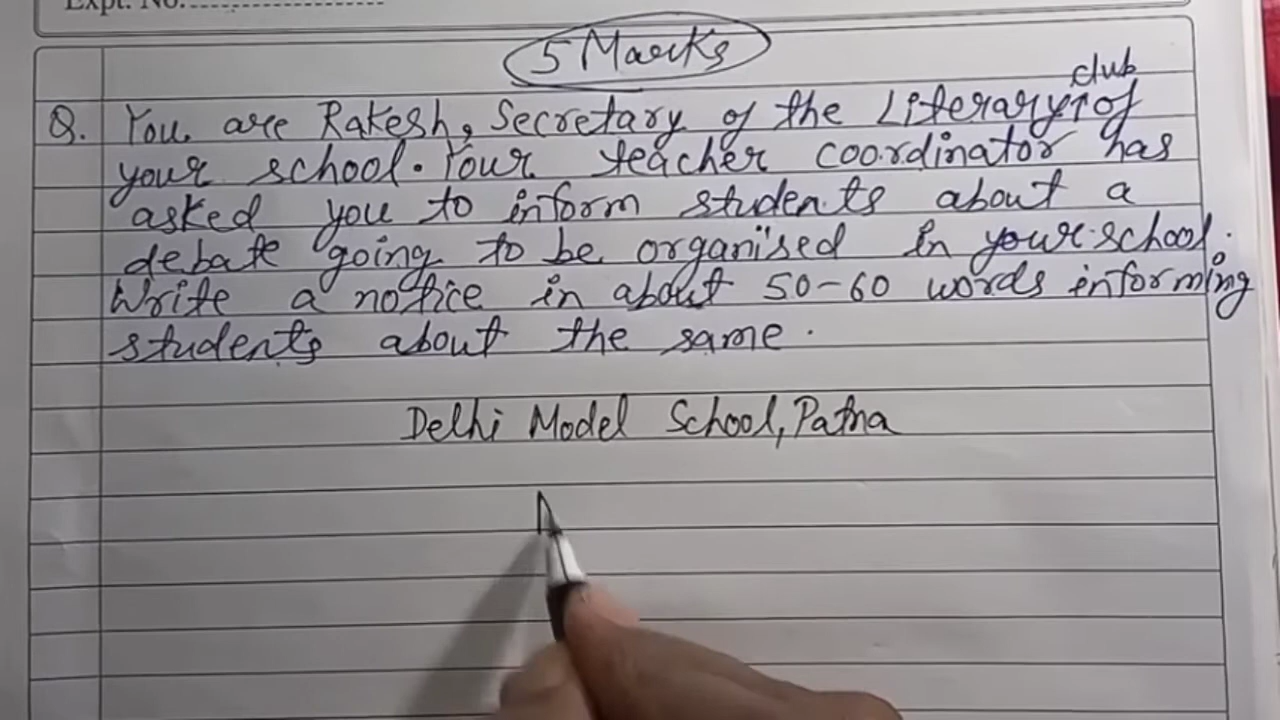 Expt. No.
5 Marks
Q. You are Rakesh, Secretary of the Literary club of
your school. Your teacher coordinator has
asked you to inform students about a
debate going to be organised in your school.
Write a notice in about 50-60 words informing
students about the same.
Delhi Model School, Patna